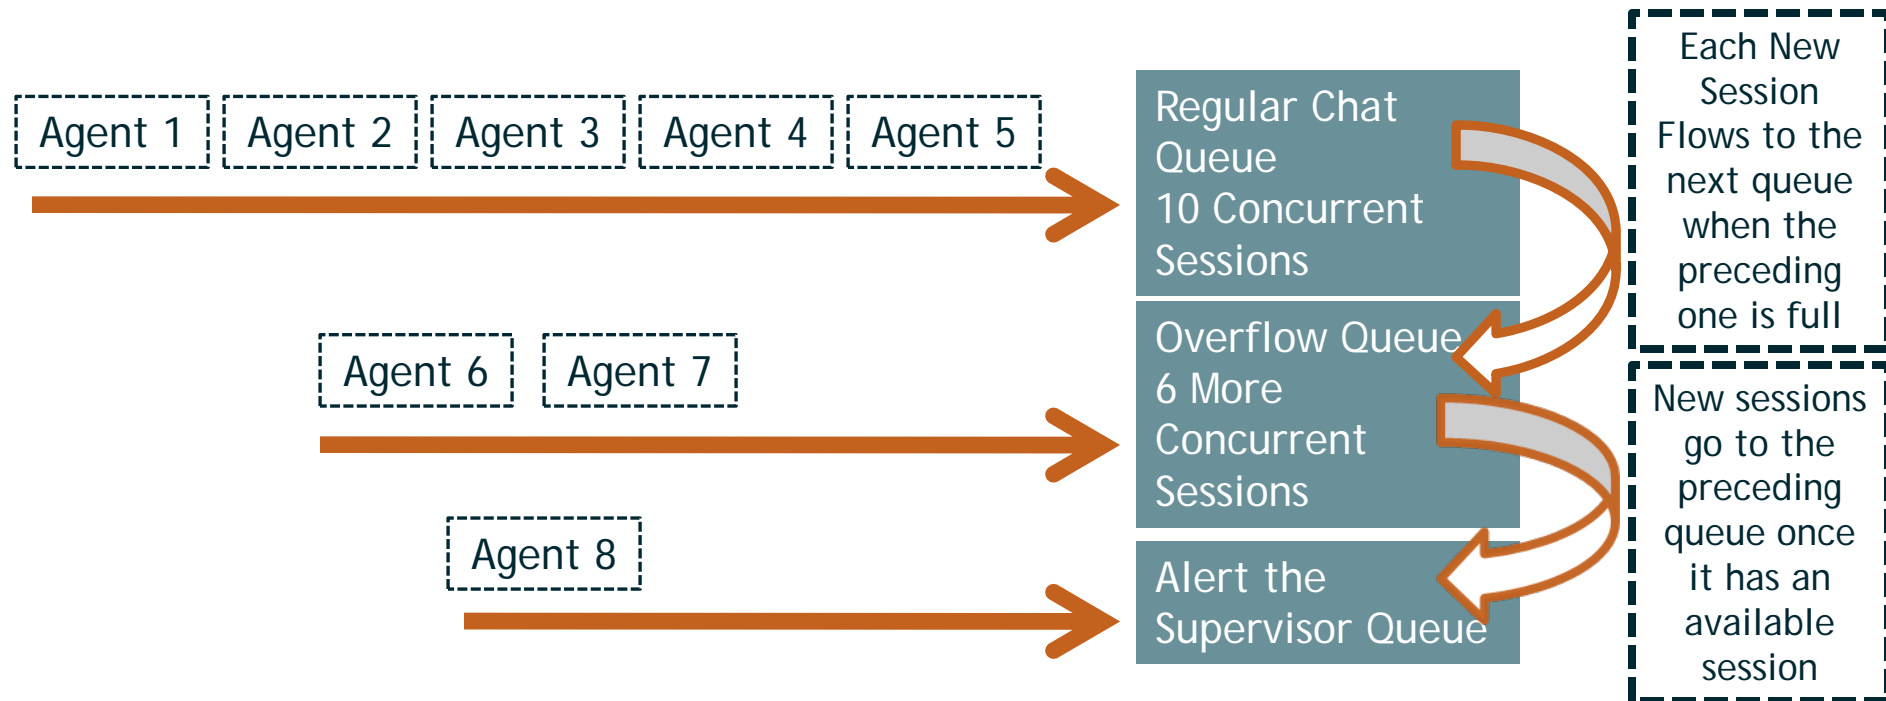 Agent 1
Agent 2
Agent 3
Agent 4
Agent 5
Regular Chat
Queue
10 Concurrent
Sessions
Each New
Session
Flows to the
next queue
when the
preceding
one is full
Agent 6
Agent 7
Overflow Queue
6 More
Concurrent
Sessions
New sessions
go to the
preceding
queue once
it has an
available
session
Agent 8
Alert the
Supervisor Queue